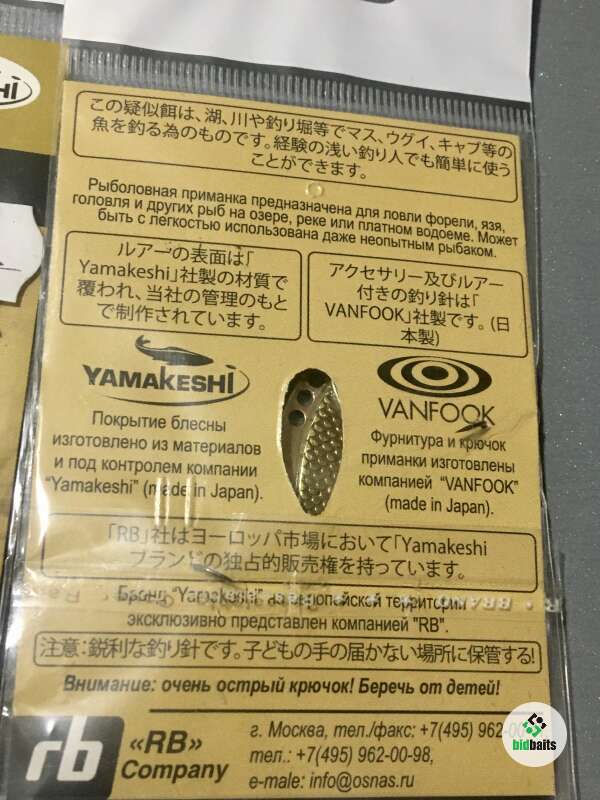 この疑似餌は、湖、川や釣り堀等でマス、ウグイ、キャブ等の
魚を釣る為のものです。経験の浅い釣り人でも簡単に使う
ことができます。
Рыболовная приманка предназначена для ловли форели, язя,
головля и других рыб на озере, реке или платном водоеме. Может
быть с легкостью использована даже неопытным рыбаком.
ルアーの表面は「
Yamakeshi」社製の材質で
覆われ、当社の管理のもと
で制作されています。
アクセサリー及びルアー
付きの釣り針は「
VANFOOK」社製です。(日
本製)
YAMAKESHI
Покрытие блесны
изготовлено из материалов
и под контролем компании
"Yamakeshi" (made in Japan).
VANFOOK
Фурнитура и крючок
приманки изготовлены
компанией "VANFOOK"
(made in Japan).
「RB」社はヨーロッパ市場において「Yamakeshi
ブランドの独占的販売権を持っています。
Бранд "Yamakeshi" на европейской территории
эксклюзивно представлен компанией "RB".
注意:鋭利な釣り針です。子どもの手の届かない場所に保管する!
Внимание: очень острый крючок! Беречь от детей!
rb
«RB»
Company
г. Москва, тел./факс: +7(495) 962-
тел.: +7(495) 962-00-98,
e-male: info@osnas.ru
bidbaits